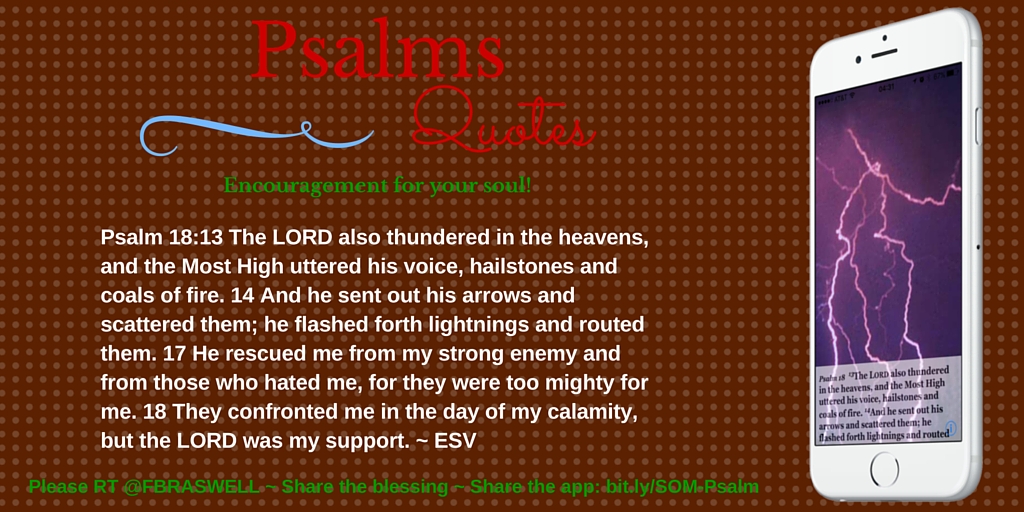 Psalms
Quotes
Encouragement for your soul!
Psalm 18:13 The LORD also thundered in the heavens,
and the Most High uttered his voice, hailstones and
coals of fire. 14 And he sent out his arrows and
scattered them; he flashed forth lightnings and routed
them. 17 He rescued me from my strong enemy and
from those who hated me, for they were too mighty for
me. 18 They confronted me in the day of my calamity,
but the LORD was my support. ~ ESV
Please RT @FBRASWELL ~ Share the blessing ~ Share the app: bit.ly/SOM-Psalm
04:31
Psalm 18 13The LORD also thundered
in the heavens, and the Most High
uttered his voice, hailstones and
coals of fire. 14And he sent out his
arrows and scattered them; he
flashed forth lightnings and routed